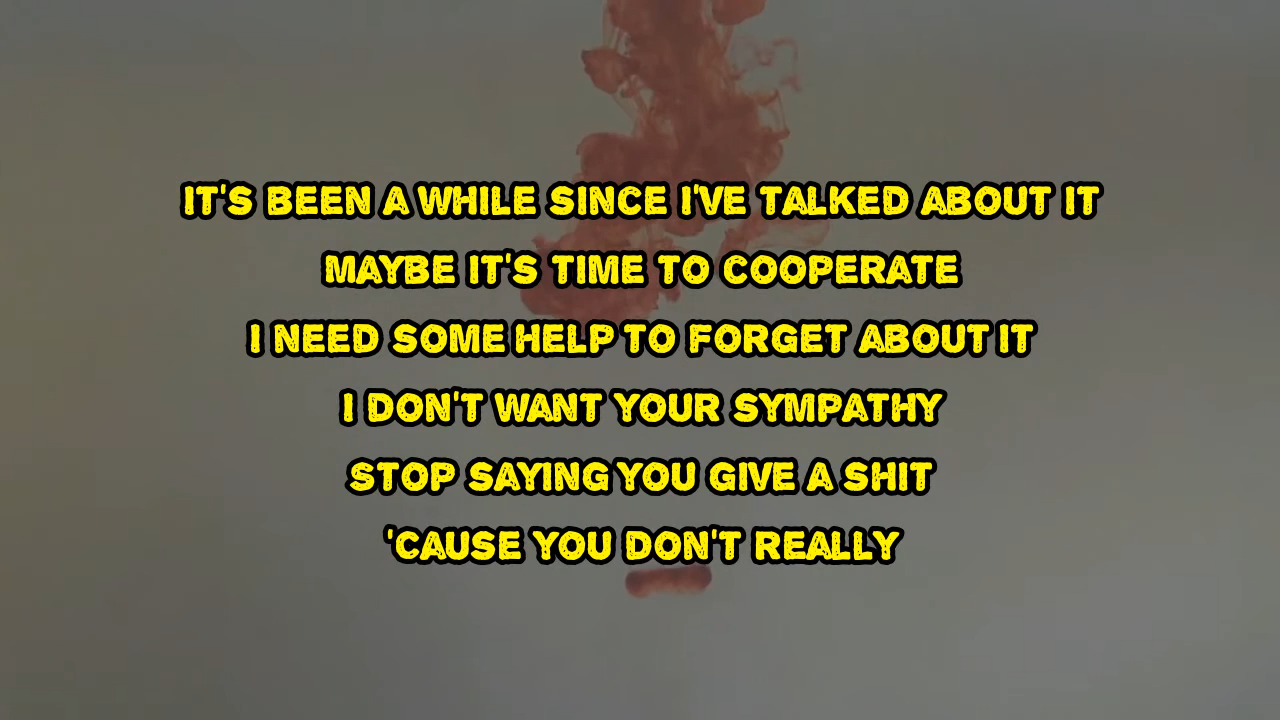 IT'S BEEN A WHILE SINCE I'VE TALKED ABOUT IT
MAYBE IT'S TIME TO COOPERATE
I NEED SOME HELP TO FORGET ABOUT IT
I DON'T WANT YOUR SYMPATHY
STOP SAYING YOU GIVE A SHIT
'CAUSE YOU DON'T REALLY